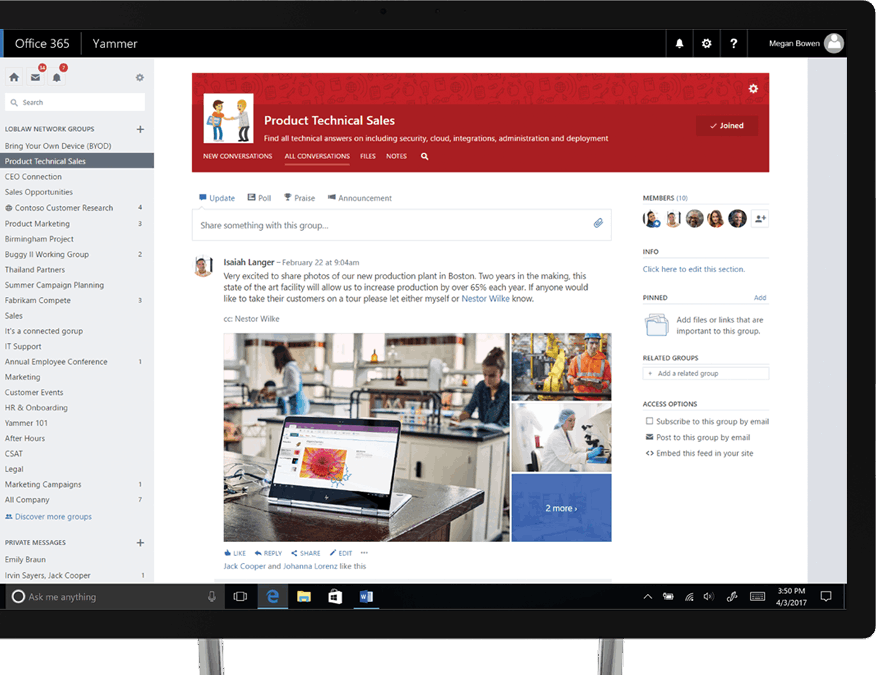 Office 365
Yammer
Megan Bowen
14
7
Search
LOBLAW NETWORK GROUPS
Bring Your Own Device (BYOD)
Product Technical Sales
CEO Connection
Sales Opportunities
Contoso Customer Research 4
Product Marketing 3
Birmingham Project
Buggy II Working Group 2
Thailand Partners
Summer Campaign Planning
Fabrikam Compete 3
Sales
It's a connected gorup
IT Support
Annual Employee Conference 1
Marketing
Customer Events
HR & Onboarding
Yammer 101
After Hours
CSAT
Legal
Marketing Campaigns 1
All Company 7
Discover more groups
PRIVATE MESSAGES
Emily Braun
Irvin Sayers, Jack Cooper 1
Product Technical Sales
Find all technical answers on including security, cloud, integrations, administration and deployment
Joined
NEW CONVERSATIONS ALL CONVERSATIONS FILES NOTES
Update Poll Praise Announcement
Share something with this group...
Isaiah Langer – February 22 at 9:04am
Very excited to share photos of our new production plant in Boston. Two years in the making, this
state of the art facility will allow us to increase production by over 65% each year. If anyone would
like to take their customers on a tour please let either myself or Nestor Wilke know.
cc: Nestor Wilke
2 more ›
LIKE REPLY SHARE EDIT
Jack Cooper and Johanna Lorenz like this
MEMBERS (10)
INFO
Click here to edit this section.
PINNED Add
Add files or links that are
important to this group.
RELATED GROUPS
+ Add a related group
ACCESS OPTIONS
Subscribe to this group by email
Post to this group by email
Embed this feed in your site
Ask me anything
3:50 PM
4/3/2017